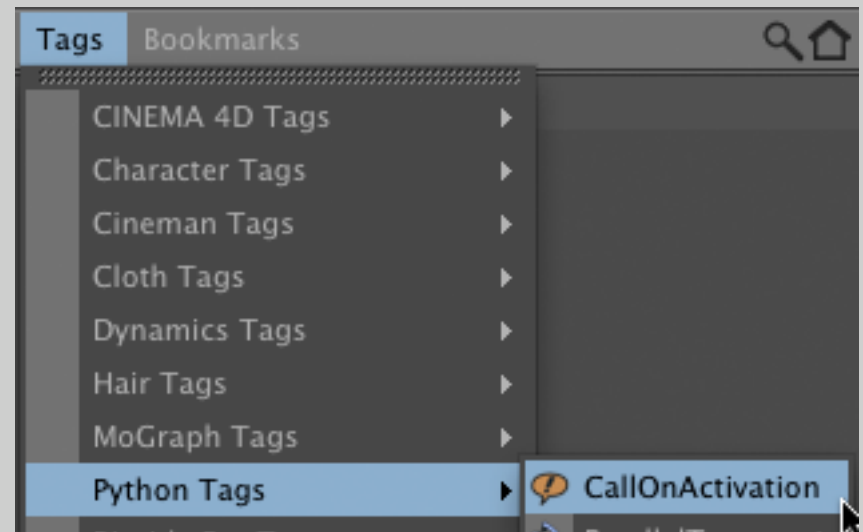 Tags Bookmarks
CINEMA 4D Tags
Character Tags
Cineman Tags
Cloth Tags
Dynamics Tags
Hair Tags
MoGraph Tags
Python Tags
CallOnActivation